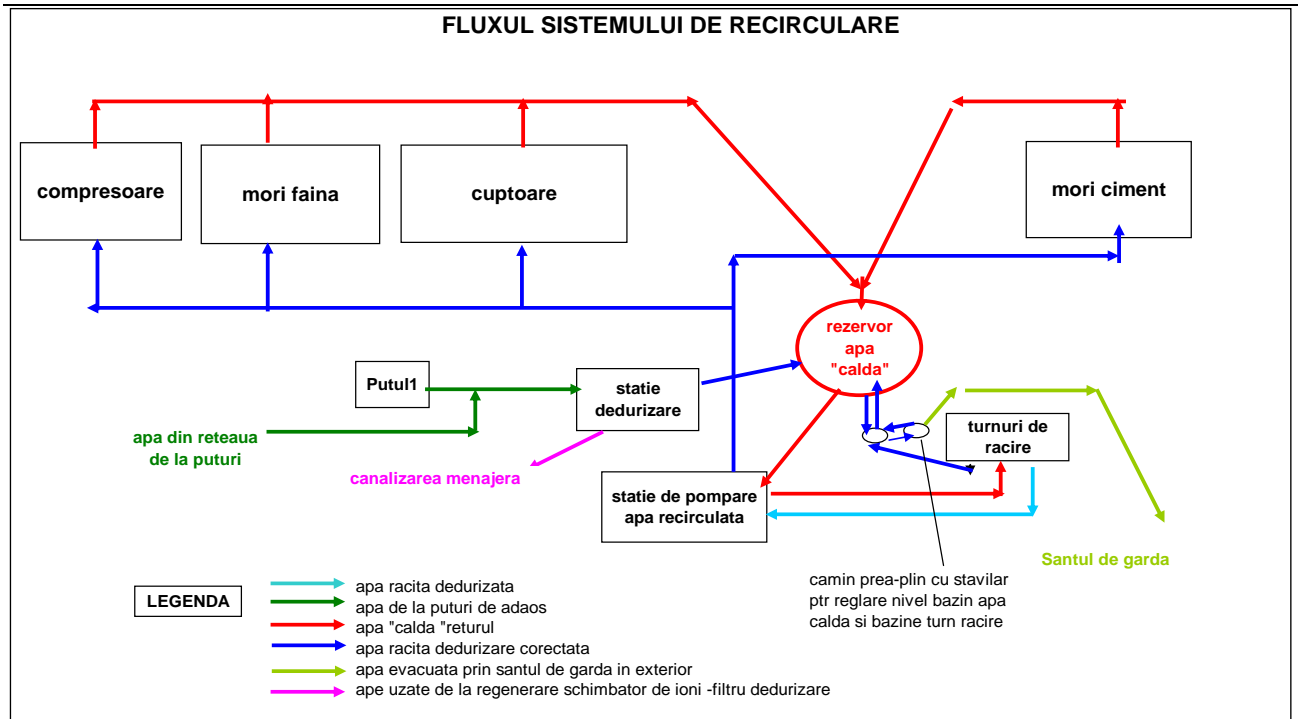 FLUXUL SISTEMULUI DE RECIRCULARE
compresoare
mori faina
cuptoare
mori ciment
rezervor
apa
"calda"
Putul1
statie
dedurizare
apa din reteaua
de la puturi
canalizarea menajera
turnuri de
racire
statie de pompare
apa recirculata
Santul de garda
camin prea-plin cu stavilar
ptr reglare nivel bazin apa
calda si bazine turn racire
LEGENDA
apa racita dedurizata
apa de la puturi de adaos
apa "calda "returul
apa racita dedurizare corectata
apa evacuata prin santul de garda in exterior
ape uzate de la regenerare schimbator de ioni -filtru dedurizare